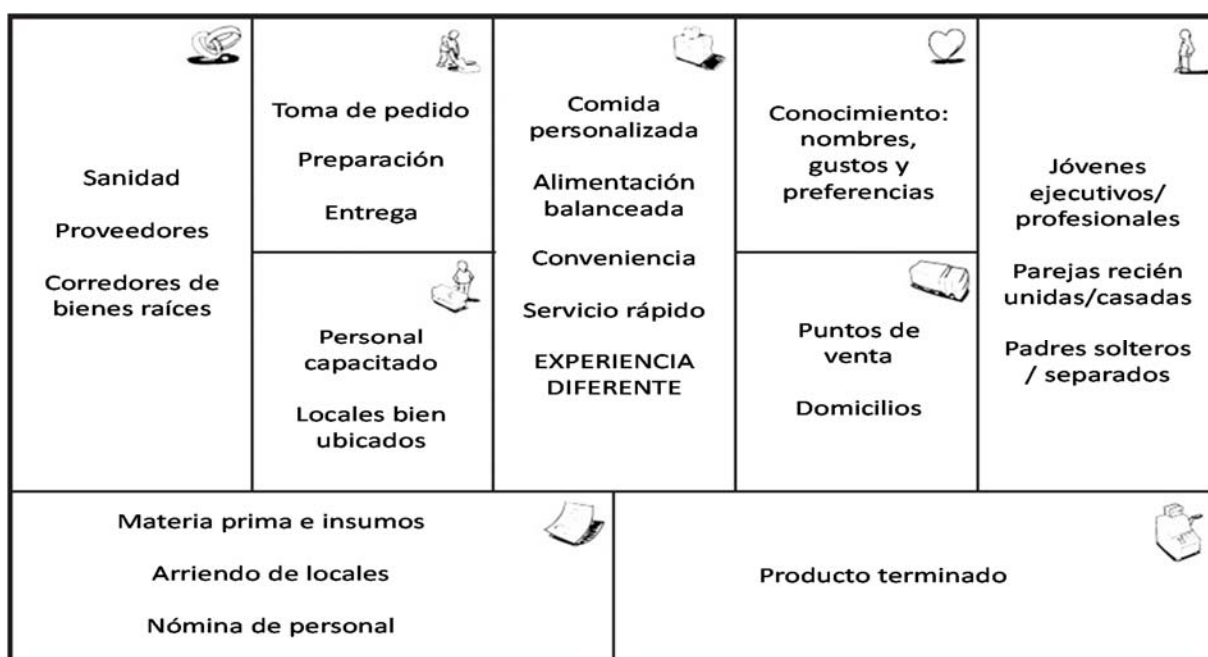 Sanidad
Proveedores
Corredores de
bienes raíces
Toma de pedido
Preparación
Entrega
Personal
capacitado
Locales bien
ubicados
Comida
personalizada
Alimentación
balanceada
Conveniencia
Servicio rápido
EXPERIENCIA
DIFERENTE
Conocimiento:
nombres,
gustos y
preferencias
Puntos de
venta
Domicilios
Jóvenes
ejecutivos/
profesionales
Parejas recién
unidas/casadas
Padres solteros
/ separados
Materia prima e insumos
Arriendo de locales
Nómina de personal
Producto terminado